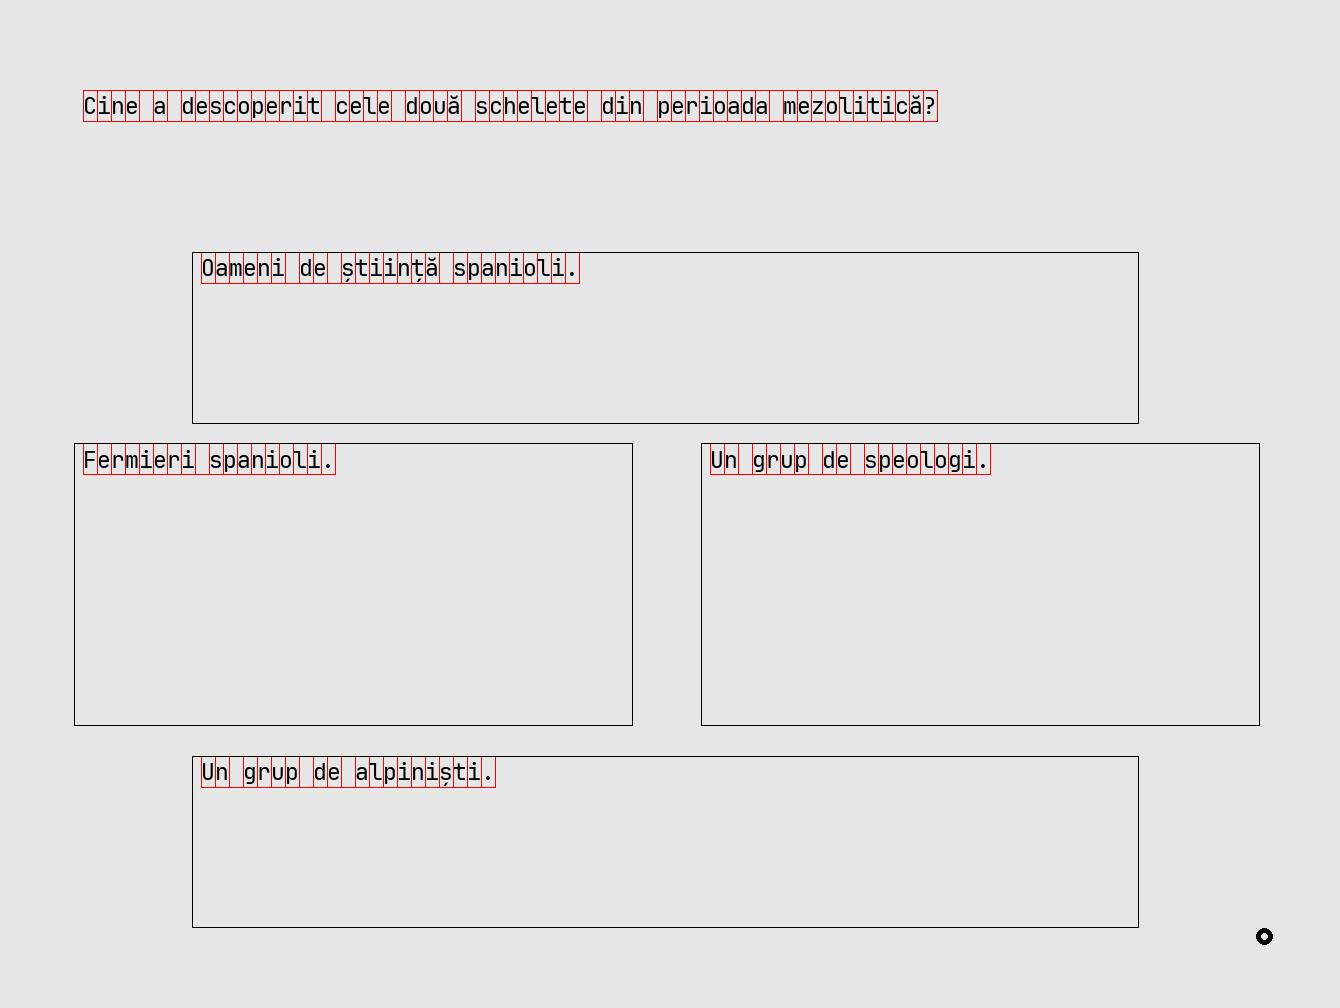 Cine a descoperit cele două schelete din perioada mezolitică?
Oameni de știință spanioli.
Fermieri spanioli.
Un grup de speologi.
Un grup de alpiniști.